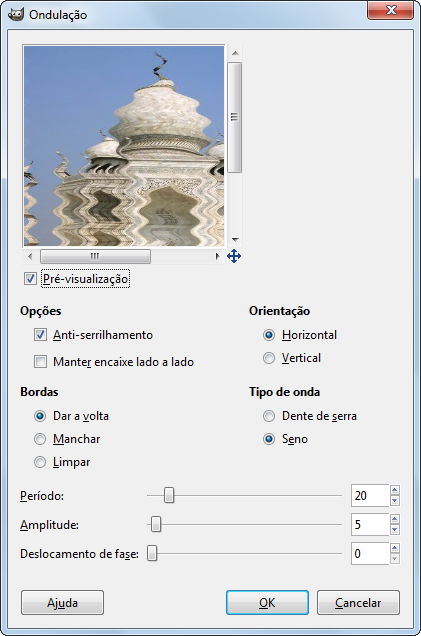 Ondulação
Pré-visualização
Opções
Anti-serrilhamento
Manter encaixe lado a lado
Orientação
Horizontal
Vertical
Bordas
Dar a volta
Manchar
Limpar
Tipo de onda
Dente de serra
Seno
Período: 20
Amplitude: 5
Deslocamento de fase: 0
Ajuda OK Cancelar